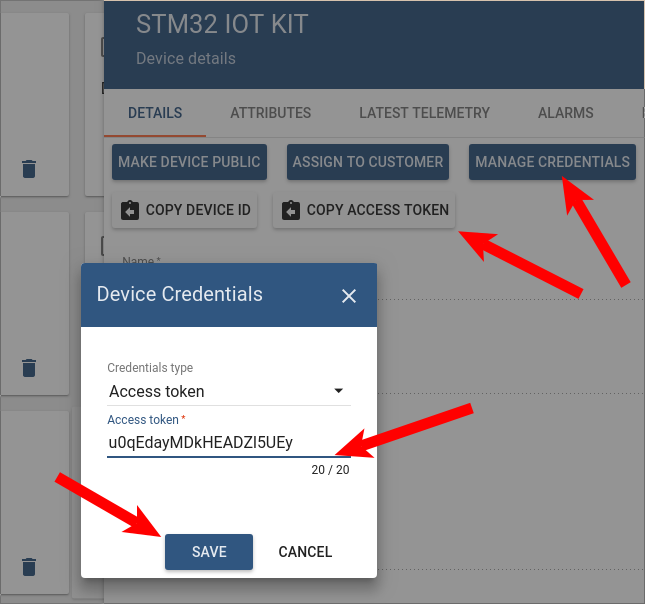 STM32 IOT KIT
Device details
DETAILS ATTRIBUTES LATEST TELEMETRY ALARMS
MAKE DEVICE PUBLIC ASSIGN TO CUSTOMER MANAGE CREDENTIALS
COPY DEVICE ID COPY ACCESS TOKEN
Name *
Device Credentials
Credentials type
Access token
Access token *
u0qEdayMDkHEADZI5UEy
20 / 20
SAVE CANCEL